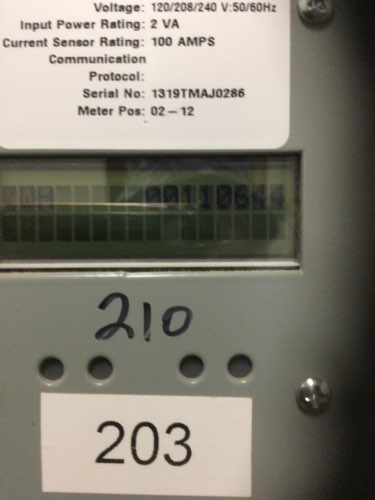 Voltage: 120/208/240 V:50/60Hz
Input Power Rating: 2 VA
Current Sensor Rating: 100 AMPS
Communication
Protocol:
Serial No: 1319TMAJ0286
Meter Pos: 02 – 12
00110644
210
203